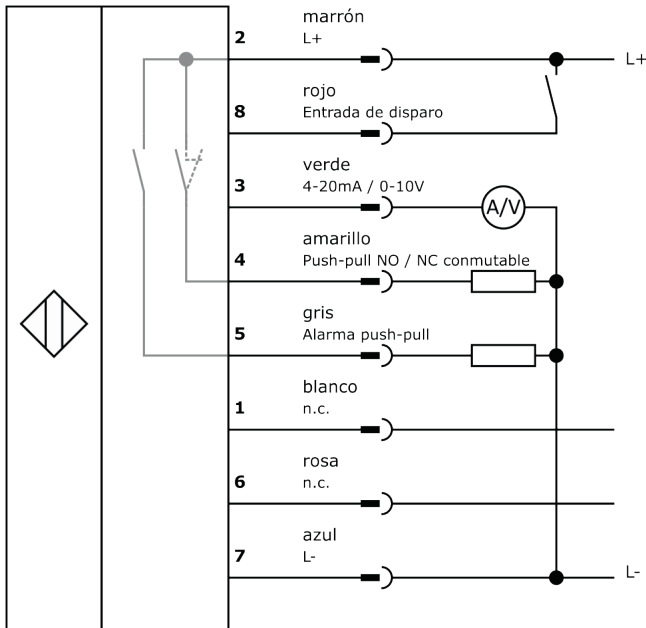 marrón
2 L+ L+
rojo
8 Entrada de disparo
verde
3 4-20mA / 0-10V
A/V
amarillo
4 Push-pull NO / NC conmutable
gris
5 Alarma push-pull
blanco
1 n.c.
rosa
6 n.c.
azul
7 L- L-